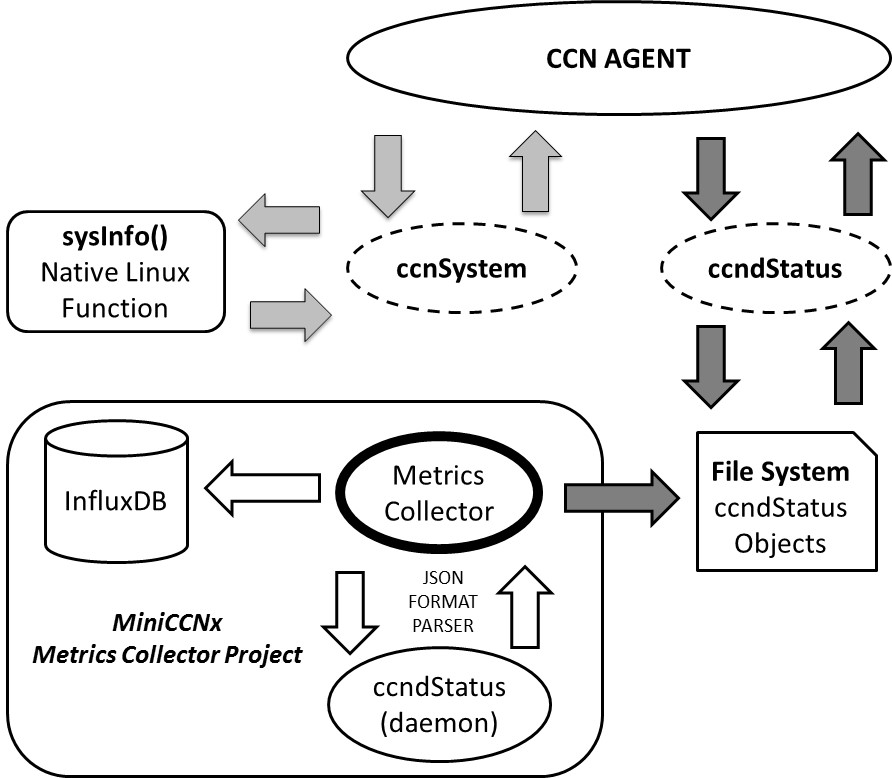 CCN AGENT
sysInfo()
Native Linux
Function
ccnSystem
ccndStatus
InfluxDB
Metrics
Collector
File System
ccndStatus
Objects
JSON
FORMAT
PARSER
MiniCCNx
Metrics Collector Project
ccndStatus
(daemon)